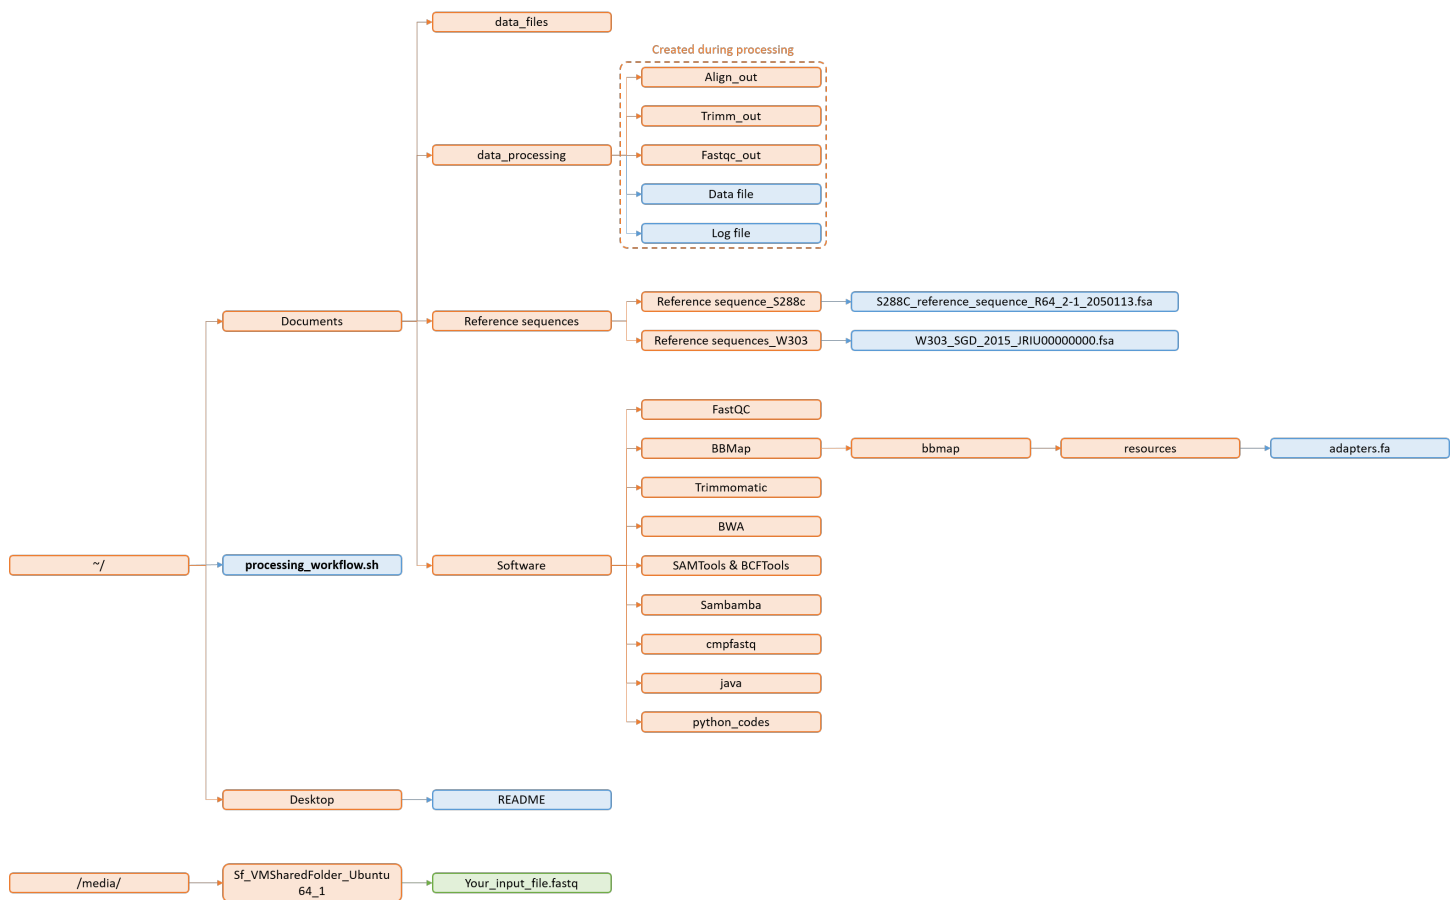 data_files
Created during processing
Align_out
Trimm_out
data_processing
Fastqc_out
Data file
Log file
Reference sequence_S288c
S288C_reference_sequence_R64_2-1_2050113.fsa
Documents
Reference sequences
Reference sequences_W303
W303_SGD_2015_JRIU00000000.fsa
FastQC
BBMap
bbmap
resources
adapters.fa
Trimmomatic
BWA
~/
processing_workflow.sh
Software
SAMTools & BCFTools
Sambamba
cmpfastq
java
python_codes
Desktop
README
/media/
Sf_VMSharedFolder_Ubuntu
64_1
Your_input_file.fastq